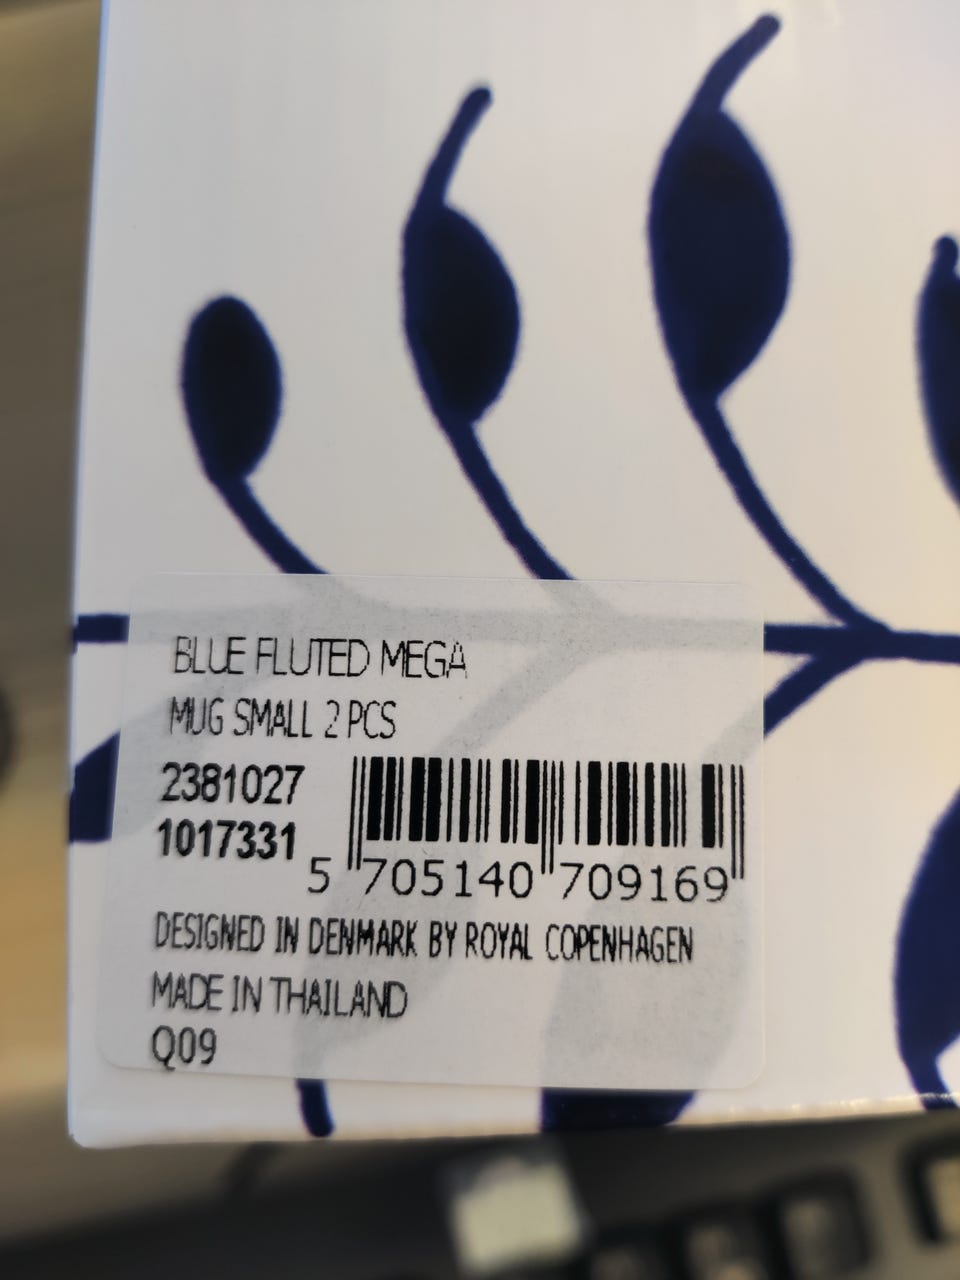 BLUE FLUTED MEGA
MUG SMALL 2 PCS
2381027
1017331
5 705140 709169
DESIGNED IN DENMARK BY ROYAL COPENHAGEN
MADE IN THAILAND
Q09